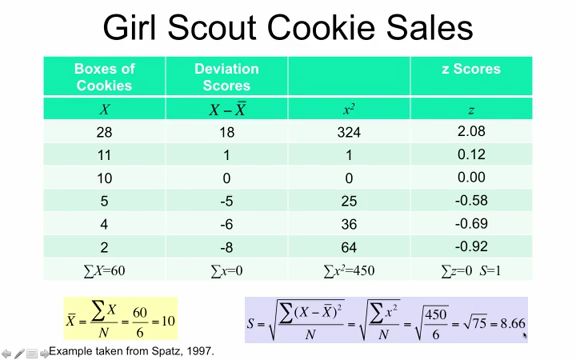 Girl Scout Cookie Sales
Boxes of Cookies Deviation Scores z Scores
X X − X̄ x² z
28 18 324 2.08
11 1 1 0.12
10 0 0 0.00
5 -5 25 -0.58
4 -6 36 -0.69
2 -8 64 -0.92
∑X=60 ∑x=0 ∑x²=450 ∑z=0 S=1
X̄ = ∑X / N = 60 / 6 = 10
S = √(∑(X − X̄)² / N) = √(∑x² / N) = √(450 / 6) = √75 = 8.66
Example taken from Spatz, 1997.